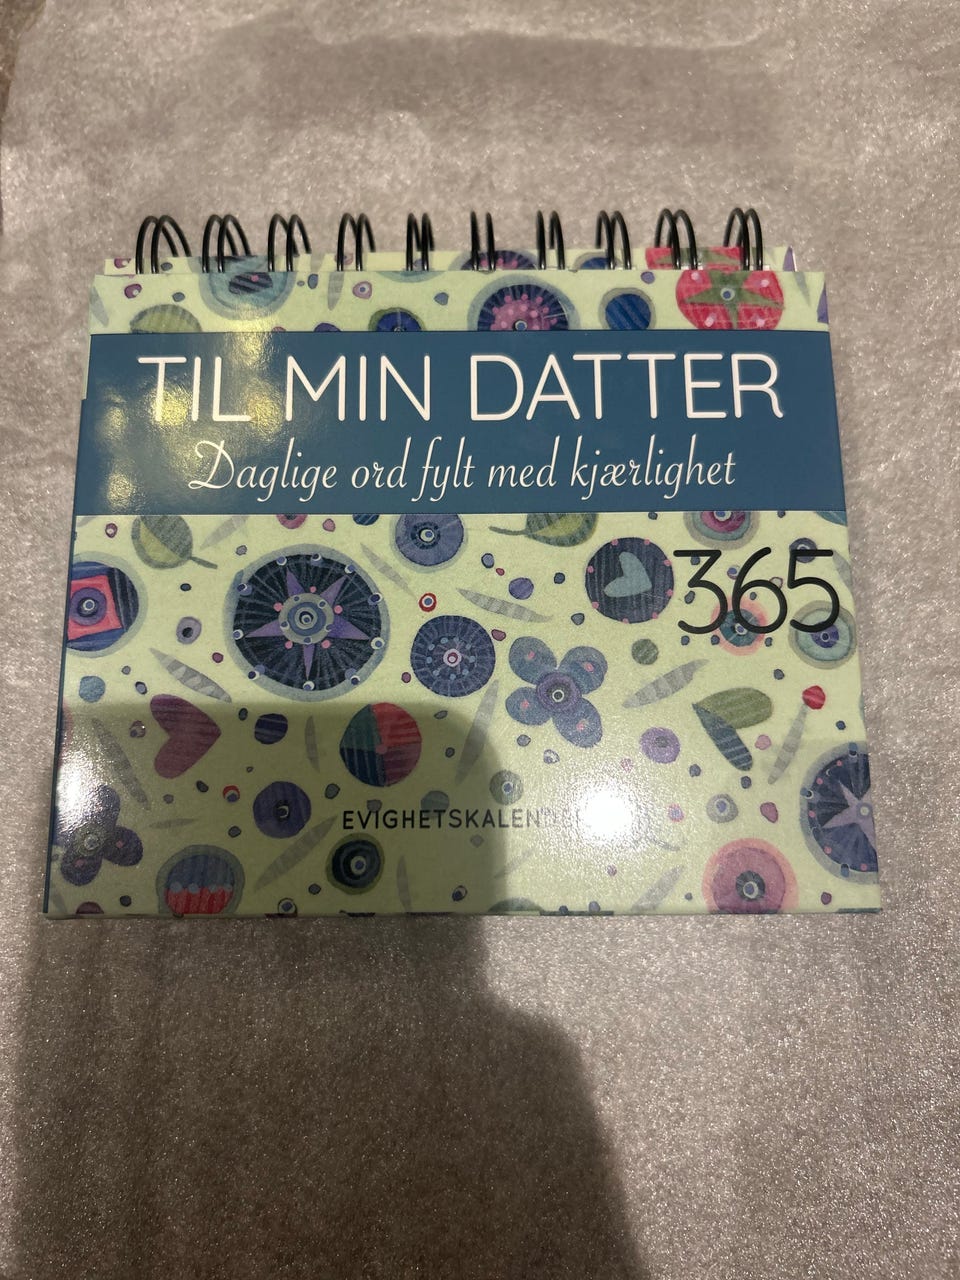 TIL MIN DATTER
Daglige ord fylt med kjærlighet
365